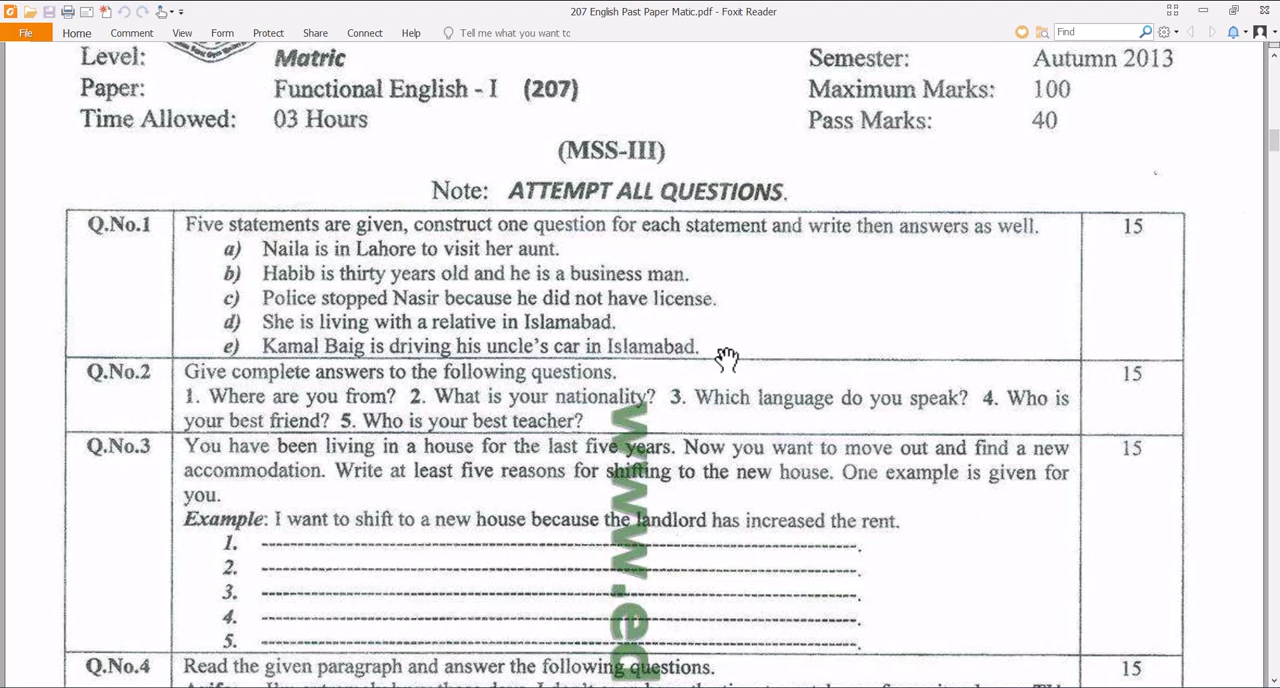 207 English Past Paper Matic.pdf - Foxit Reader
File Home Comment View Form Protect Share Connect Help Tell me what you want tc Find
Level: Matric Semester: Autumn 2013
Paper: Functional English - I (207) Maximum Marks: 100
Time Allowed: 03 Hours Pass Marks: 40
(MSS-III)
Note: ATTEMPT ALL QUESTIONS.
Q.No.1 Five statements are given, construct one question for each statement and write then answers as well. 15
a) Naila is in Lahore to visit her aunt.
b) Habib is thirty years old and he is a business man.
c) Police stopped Nasir because he did not have license.
d) She is living with a relative in Islamabad.
e) Kamal Baig is driving his uncle's car in Islamabad.
Q.No.2 Give complete answers to the following questions. 15
1. Where are you from? 2. What is your nationality? 3. Which language do you speak? 4. Who is
your best friend? 5. Who is your best teacher?
Q.No.3 You have been living in a house for the last five years. Now you want to move out and find a new 15
accommodation. Write at least five reasons for shifting to the new house. One example is given for
you.
Example: I want to shift to a new house because the landlord has increased the rent.
1.
2.
3.
4.
5.
Q.No.4 Read the given paragraph and answer the following questions. 15
www.ed